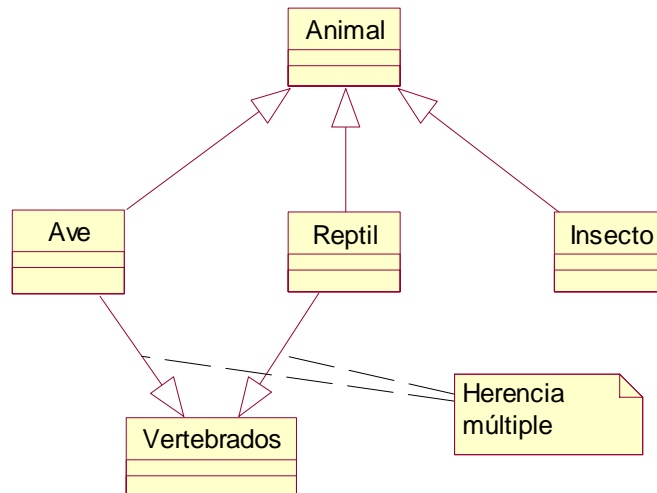 Animal
Ave
Reptil
Insecto
Herencia
múltiple
Vertebrados